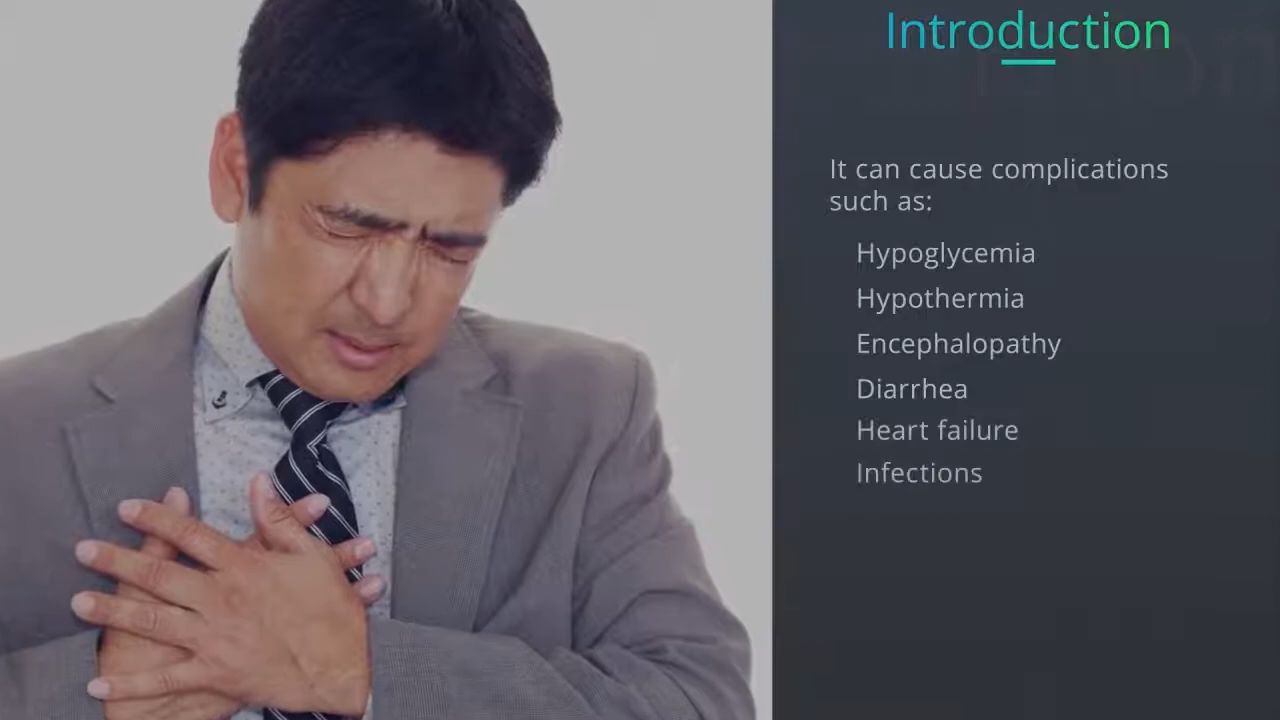 Introduction
It can cause complications
such as:
Hypoglycemia
Hypothermia
Encephalopathy
Diarrhea
Heart failure
Infections